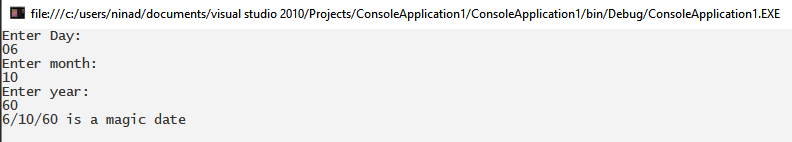 file:///c:/users/ninad/documents/visual studio 2010/Projects/ConsoleApplication1/ConsoleApplication1/bin/Debug/ConsoleApplication1.EXE
Enter Day:
06
Enter month:
10
Enter year:
60
6/10/60 is a magic date